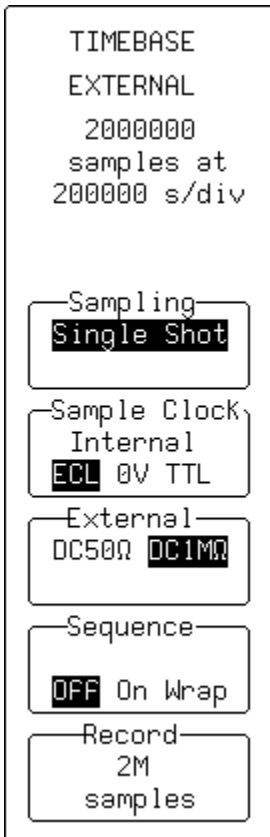 TIMEBASE
EXTERNAL
2000000
samples at
200000 s/div
Sampling
Single Shot
Sample Clock
Internal
ECL 0V TTL
External
DC50Ω DC1MΩ
Sequence
OFF On Wrap
Record
2M
samples